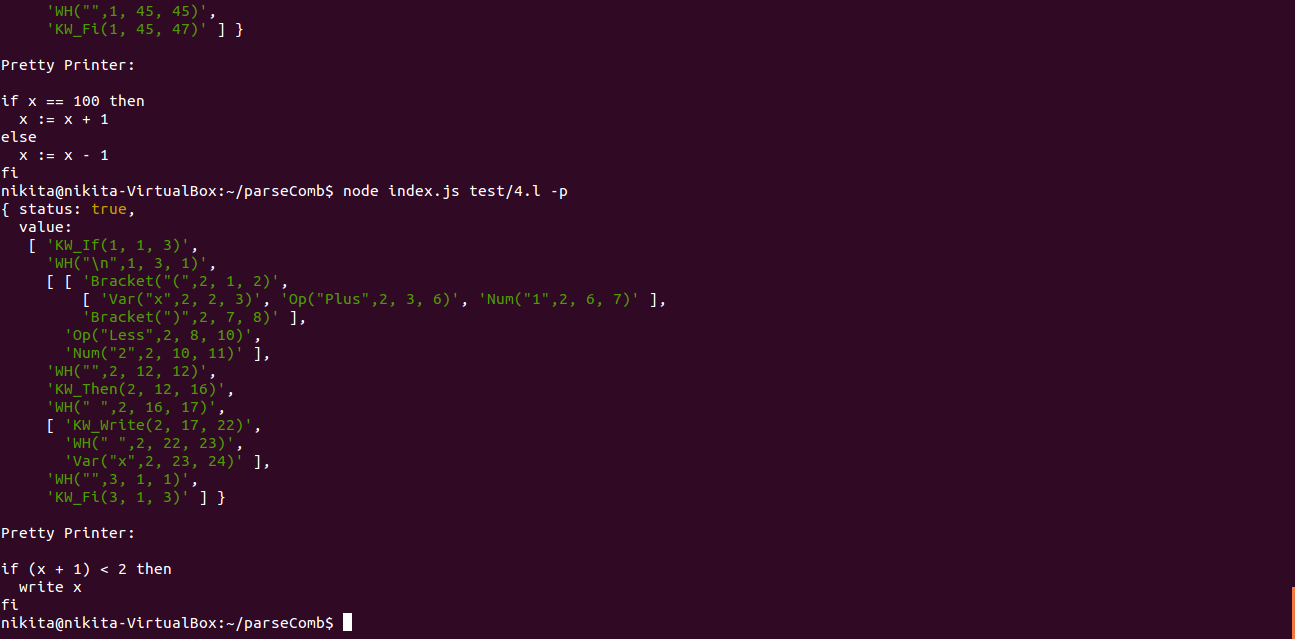 'WH("",1, 45, 45)',
'KW_Fi(1, 45, 47)' ] }
Pretty Printer:
if x == 100 then
x := x + 1
else
x := x - 1
fi
nikita@nikita-VirtualBox:~/parseComb$ node index.js test/4.l -p
{ status: true,
value:
[ 'KW_If(1, 1, 3)',
'WH("\n",1, 3, 1)',
[ [ 'Bracket("(",2, 1, 2)',
[ 'Var("x",2, 2, 3)', 'Op("Plus",2, 3, 6)', 'Num("1",2, 6, 7)' ],
'Bracket(")",2, 7, 8)' ],
'Op("Less",2, 8, 10)',
'Num("2",2, 10, 11)' ],
'WH("",2, 12, 12)',
'KW_Then(2, 12, 16)',
'WH(" ",2, 16, 17)',
[ 'KW_Write(2, 17, 22)',
'WH(" ",2, 22, 23)',
'Var("x",2, 23, 24)' ],
'WH("",3, 1, 1)',
'KW_Fi(3, 1, 3)' ] }
Pretty Printer:
if (x + 1) < 2 then
write x
fi
nikita@nikita-VirtualBox:~/parseComb$